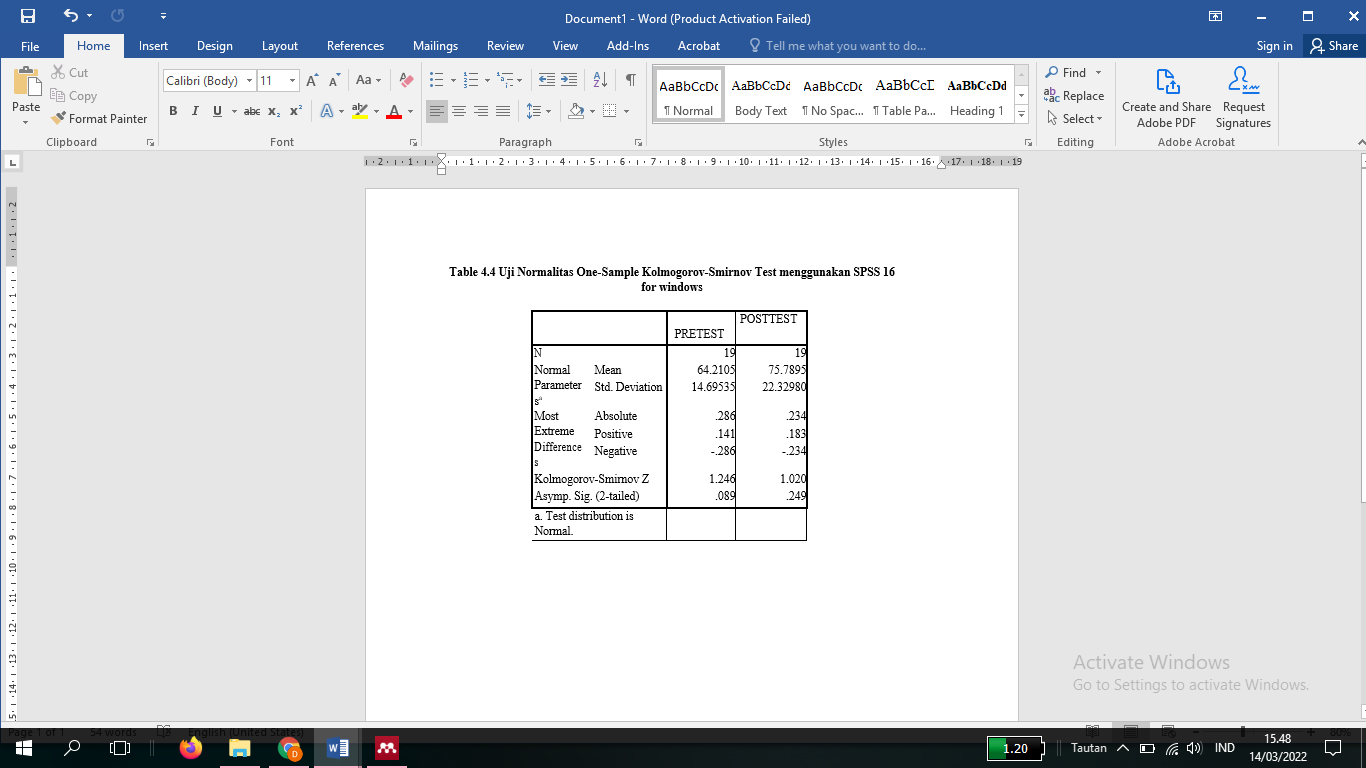 Document1 - Word (Product Activation Failed)
File Home Insert Design Layout References Mailings Review View Add-Ins Acrobat Tell me what you want to do... Sign in Share
Paste
Cut
Copy
Format Painter
Clipboard
Calibri (Body) 11
Font
Paragraph
AaBbCcDc AaBbCcDd AaBbCcDc AaBbCcD AaBbCcDd
¶ Normal Body Text ¶ No Spac... ¶ Table Pa... Heading 1
Styles
Find
Replace
Select
Editing
Create and Share
Adobe PDF
Request
Signatures
Adobe Acrobat
Table 4.4 Uji Normalitas One-Sample Kolmogorov-Smirnov Test menggunakan SPSS 16
for windows
PRETEST POSTTEST
N 19 19
Normal Mean 64.2105 75.7895
Parameter Std. Deviation 14.69535 22.32980
sᵃ
Most Absolute .286 .234
Extreme Positive .141 .183
Difference Negative -.286 -.234
s
Kolmogorov-Smirnov Z 1.246 1.020
Asymp. Sig. (2-tailed) .089 .249
a. Test distribution is
Normal.
Activate Windows
Go to Settings to activate Windows.
Page 1 of 1 54 words English (United States) 80%
1.20 Tautan IND 15.48
14/03/2022